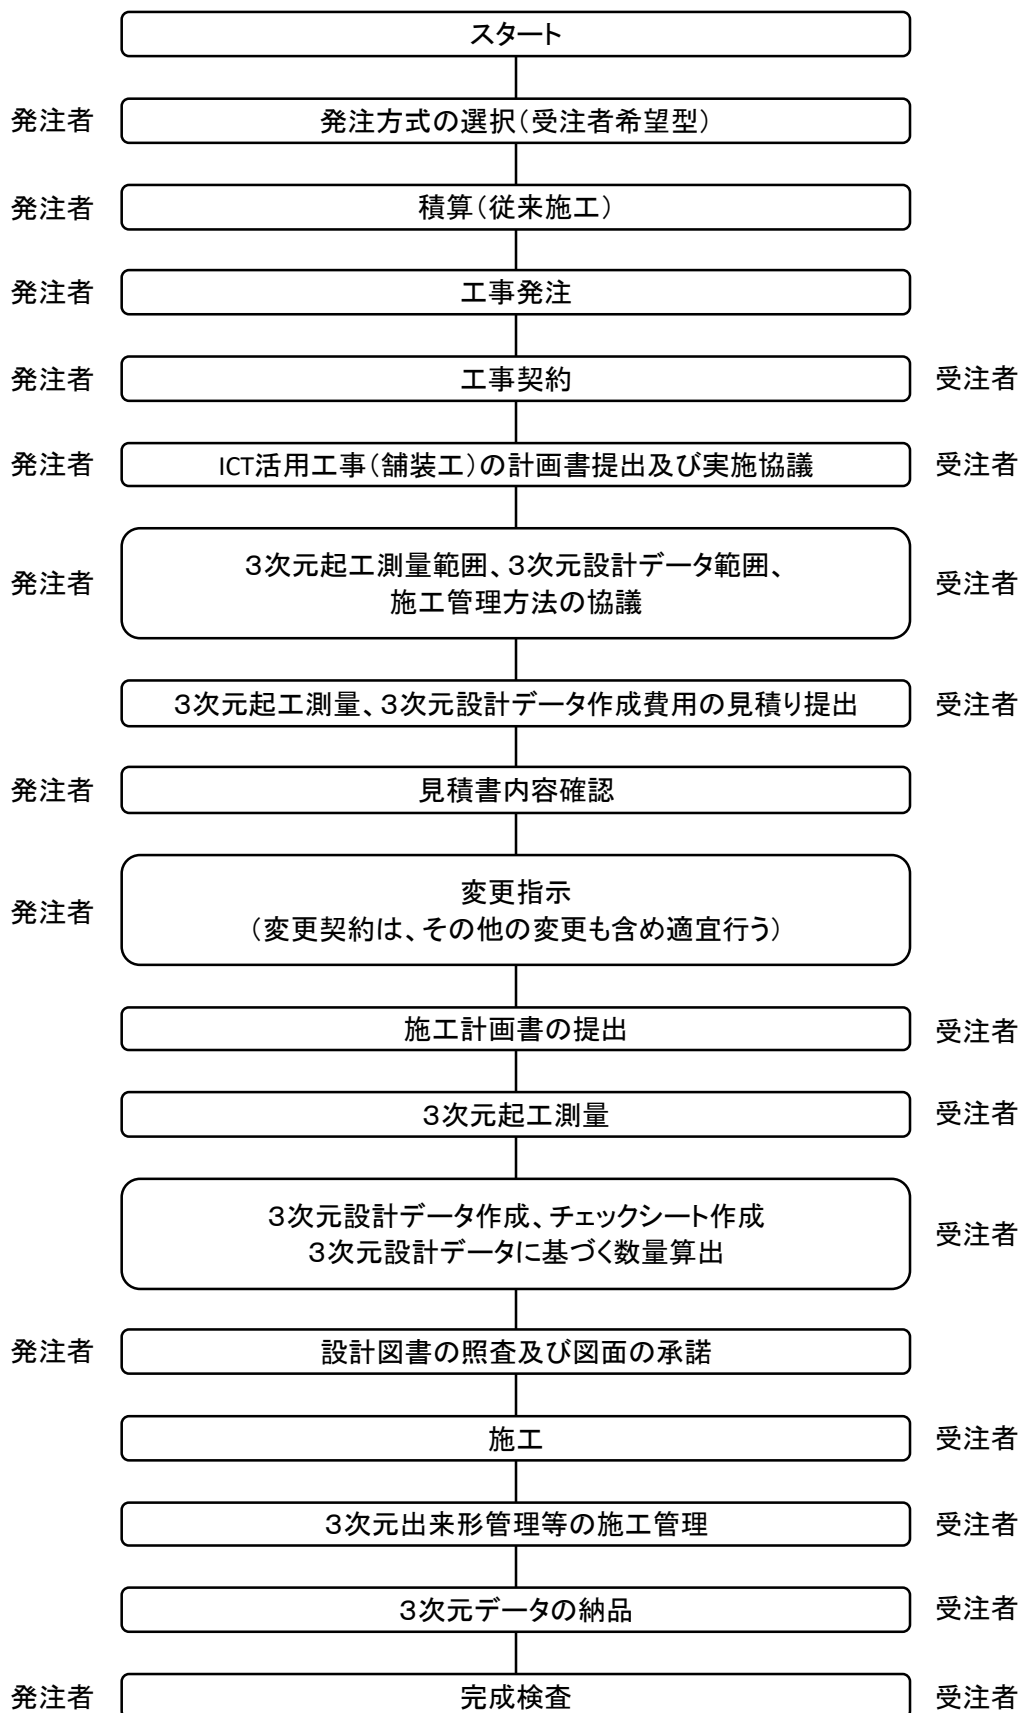 スタート
発注者 発注方式の選択（受注者希望型）
発注者 積算（従来施工）
発注者 工事発注
発注者 工事契約 受注者
発注者 ICT活用工事（舗装工）の計画書提出及び実施協議 受注者
３次元起工測量範囲、３次元設計データ範囲、
発注者 施工管理方法の協議 受注者
３次元起工測量、３次元設計データ作成費用の見積り提出 受注者
発注者 見積書内容確認
変更指示
発注者 （変更契約は、その他の変更も含め適宜行う）
施工計画書の提出 受注者
３次元起工測量 受注者
３次元設計データ作成、チェックシート作成
３次元設計データに基づく数量算出 受注者
発注者 設計図書の照査及び図面の承諾
施工 受注者
３次元出来形管理等の施工管理 受注者
３次元データの納品 受注者
発注者 完成検査 受注者